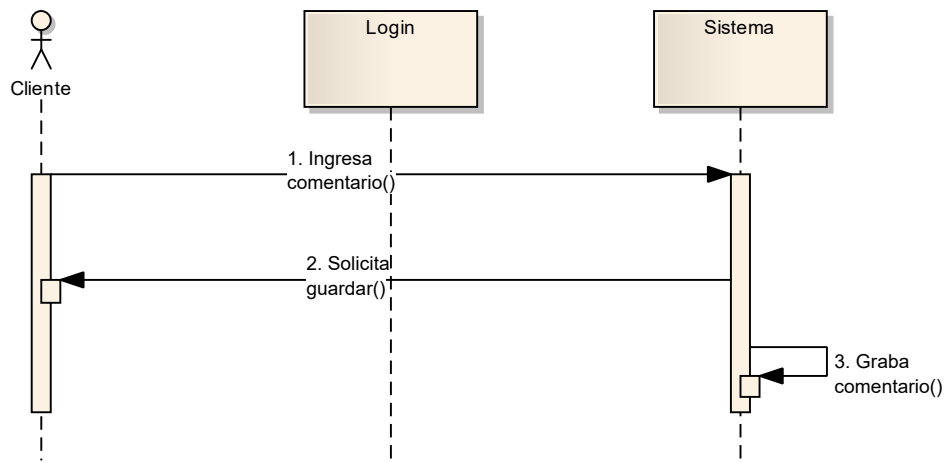 Cliente
Login
Sistema
1. Ingresa
comentario()
2. Solicita
guardar()
3. Graba
comentario()